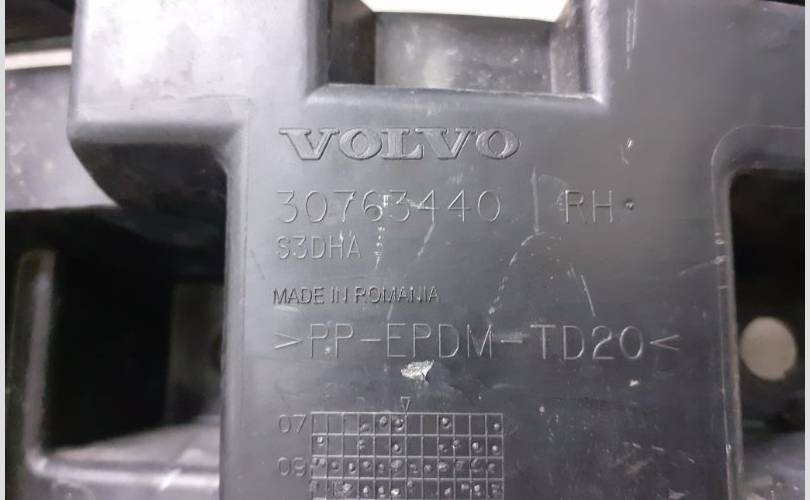 VOLVO
30763440 RH
S3DHA
MADE IN ROMANIA
>PP-EPDM-TD20<
07
09